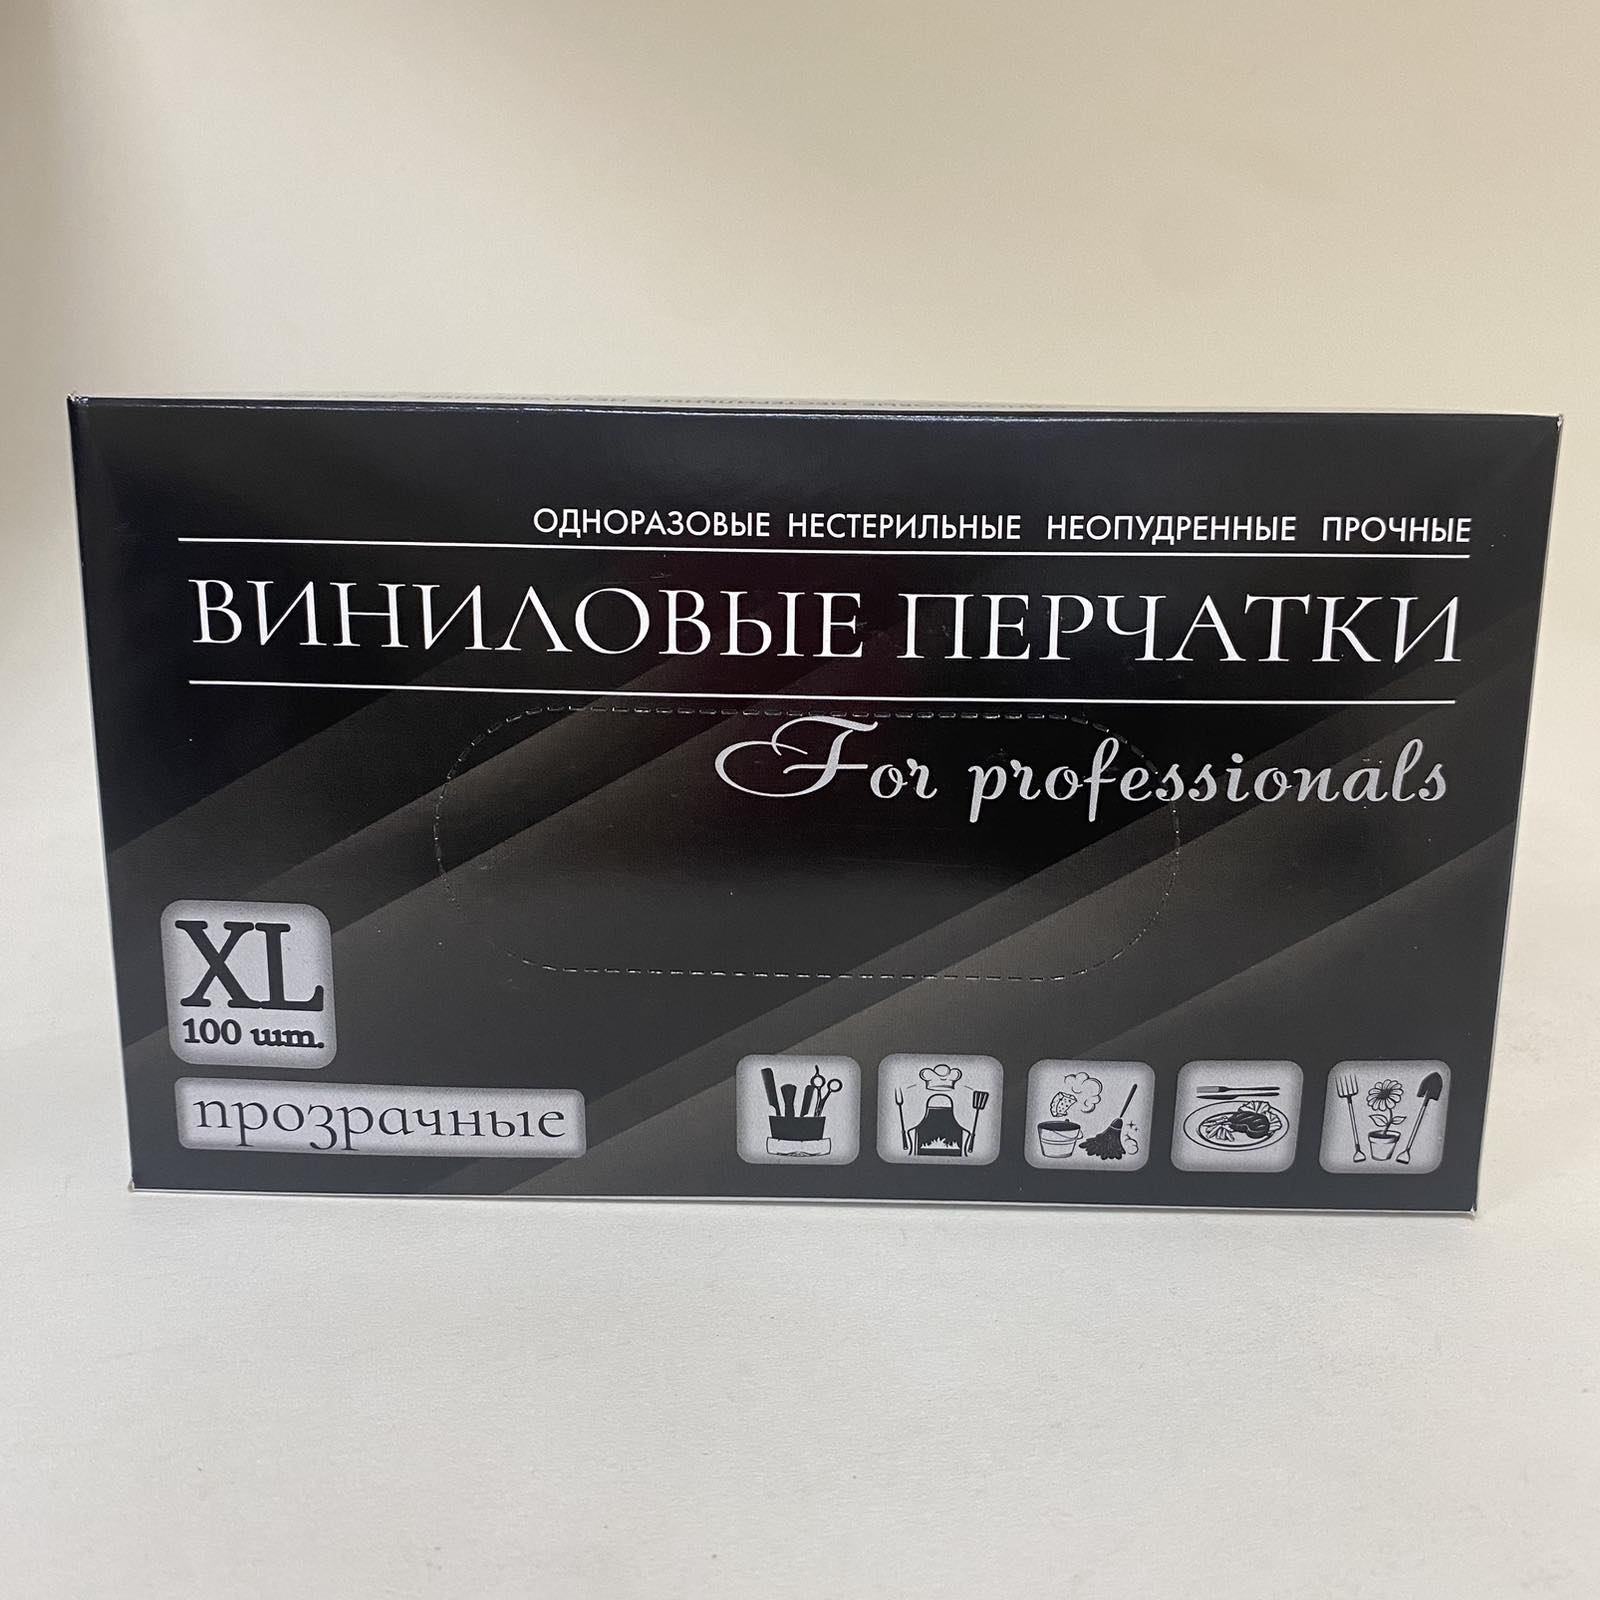 ОДНОРАЗОВЫЕ НЕСТЕРИЛЬНЫЕ НЕОПУДРЕННЫЕ ПРОЧНЫЕ
ВИНИЛОВЫЕ ПЕРЧАТКИ
For professionals
XL
100 шт.
прозрачные